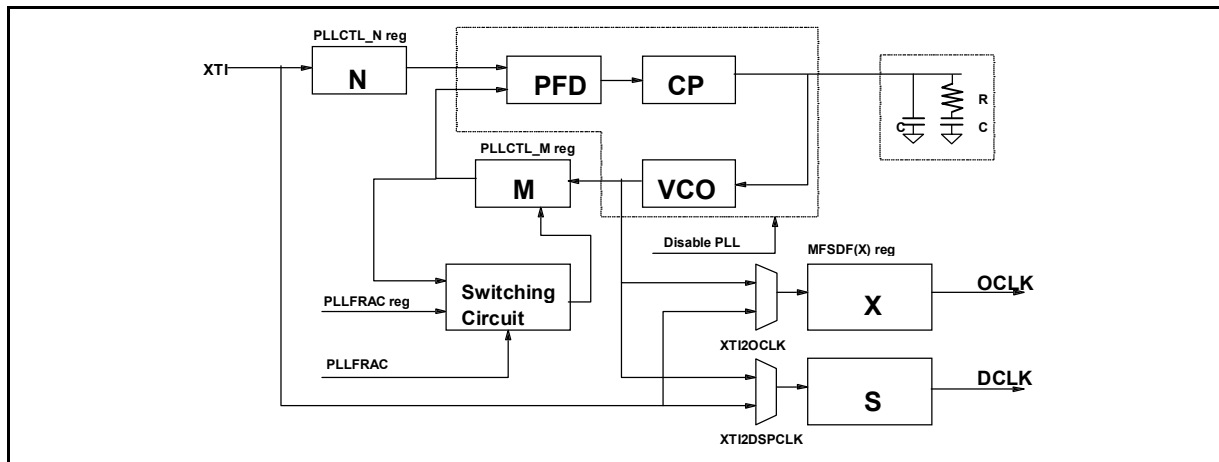 PLLCTL_N reg
XTI
N
PFD
CP
R
C
C
PLLCTL_M reg
M
VCO
Disable PLL
MFSDF(X) reg
Switching
Circuit
X
OCLK
PLLFRAC reg
XTI2OCLK
PLLFRAC
S
DCLK
XTI2DSPCLK